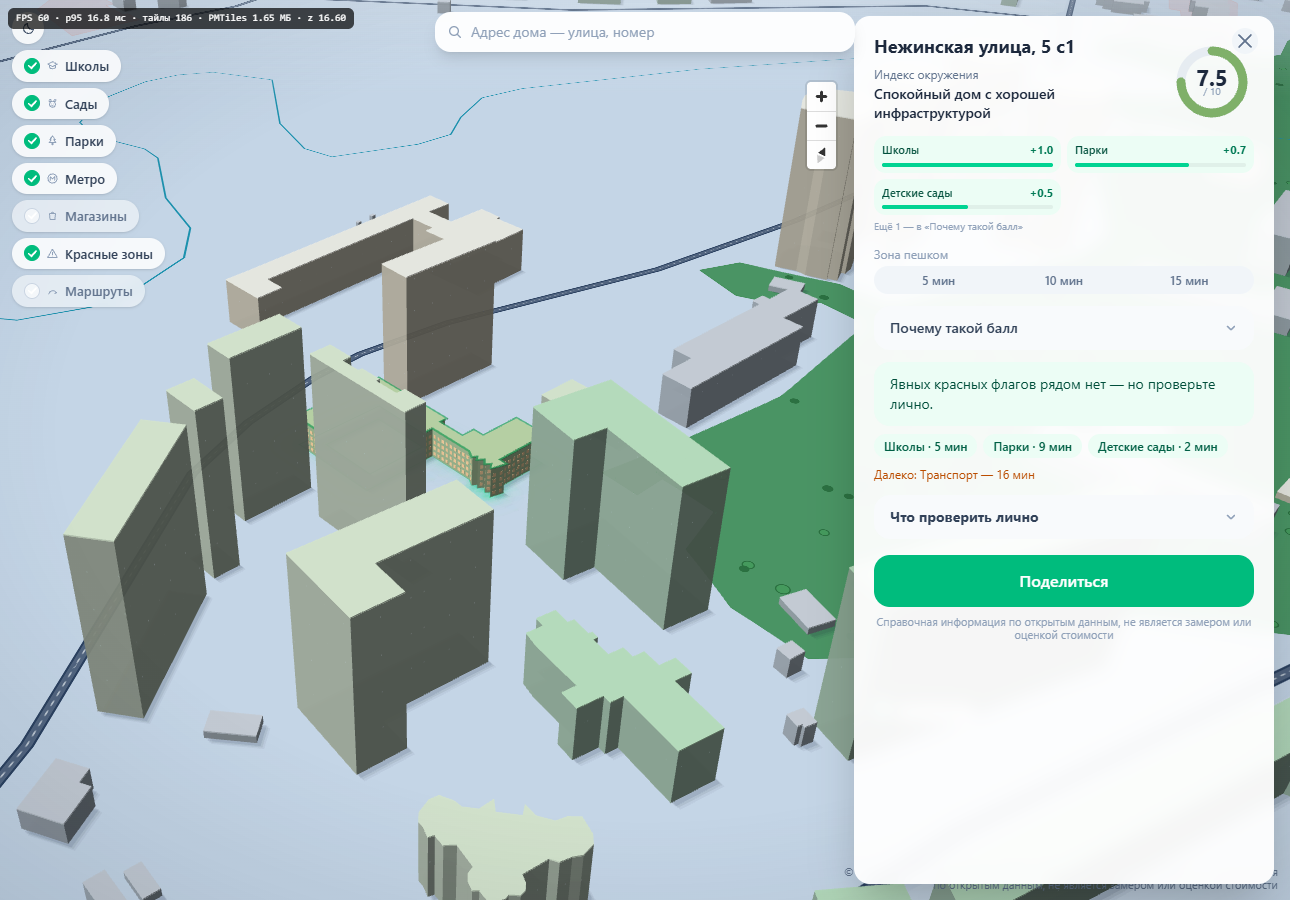 FPS 60 · p95 16.8 мс · тайлы 186 · PMTiles 1.65 МБ · z 16.60
Школы
Сады
Парки
Метро
Магазины
Красные зоны
Маршруты
Адрес дома — улица, номер
Нежинская улица, 5 с1
Индекс окружения
Спокойный дом с хорошей
инфраструктурой
7.5
/ 10
Школы +1.0
Парки +0.7
Детские сады +0.5
Ещё 1 — в «Почему такой балл»
Зона пешком
5 мин 10 мин 15 мин
Почему такой балл
Явных красных флагов рядом нет — но проверьте
лично.
Школы · 5 мин Парки · 9 мин Детские сады · 2 мин
Далеко: Транспорт — 16 мин
Что проверить лично
Поделиться
Справочная информация по открытым данным, не является замером или
оценкой стоимости
©
по открытым данным, не является замером или оценкой стоимости